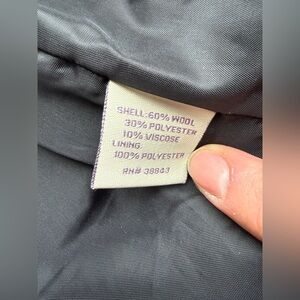 SHELL: 60% WOOL
30% POLYESTER
10% VISCOSE
LINING:
100% POLYESTER
RN# 38843